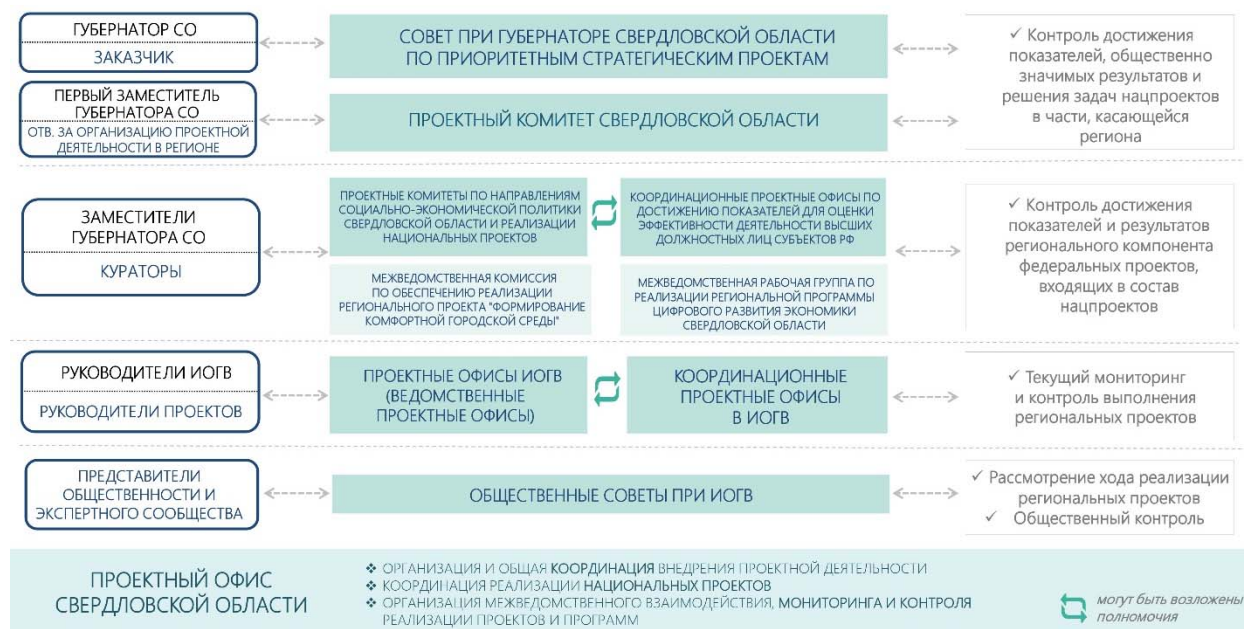 ГУБЕРНАТОР СО
ЗАКАЗЧИК
СОВЕТ ПРИ ГУБЕРНАТОРЕ СВЕРДЛОВСКОЙ ОБЛАСТИ
ПО ПРИОРИТЕТНЫМ СТРАТЕГИЧЕСКИМ ПРОЕКТАМ
ПЕРВЫЙ ЗАМЕСТИТЕЛЬ
ГУБЕРНАТОРА СО
ОТВ. ЗА ОРГАНИЗАЦИЮ ПРОЕКТНОЙ
ДЕЯТЕЛЬНОСТИ В РЕГИОНЕ
ПРОЕКТНЫЙ КОМИТЕТ СВЕРДЛОВСКОЙ ОБЛАСТИ
✓ Контроль достижения
показателей, общественно
значимых результатов и
решения задач нацпроектов
в части, касающейся
региона
ЗАМЕСТИТЕЛИ
ГУБЕРНАТОРА СО
КУРАТОРЫ
ПРОЕКТНЫЕ КОМИТЕТЫ ПО НАПРАВЛЕНИЯМ
СОЦИАЛЬНО-ЭКОНОМИЧЕСКОЙ ПОЛИТИКИ
СВЕРДЛОВСКОЙ ОБЛАСТИ И РЕАЛИЗАЦИИ
НАЦИОНАЛЬНЫХ ПРОЕКТОВ
КООРДИНАЦИОННЫЕ ПРОЕКТНЫЕ ОФИСЫ ПО
ДОСТИЖЕНИЮ ПОКАЗАТЕЛЕЙ ДЛЯ ОЦЕНКИ
ЭФФЕКТИВНОСТИ ДЕЯТЕЛЬНОСТИ ВЫСШИХ
ДОЛЖНОСТНЫХ ЛИЦ СУБЪЕКТОВ РФ
МЕЖВЕДОМСТВЕННАЯ КОМИССИЯ
ПО ОБЕСПЕЧЕНИЮ РЕАЛИЗАЦИИ
РЕГИОНАЛЬНОГО ПРОЕКТА "ФОРМИРОВАНИЕ
КОМФОРТНОЙ ГОРОДСКОЙ СРЕДЫ"
МЕЖВЕДОМСТВЕННАЯ РАБОЧАЯ ГРУППА ПО
РЕАЛИЗАЦИИ РЕГИОНАЛЬНОЙ ПРОГРАММЫ
ЦИФРОВОГО РАЗВИТИЯ ЭКОНОМИКИ
СВЕРДЛОВСКОЙ ОБЛАСТИ
✓ Контроль достижения
показателей и результатов
регионального компонента
федеральных проектов,
входящих в состав
нацпроектов
РУКОВОДИТЕЛИ ИОГВ
РУКОВОДИТЕЛИ ПРОЕКТОВ
ПРОЕКТНЫЕ ОФИСЫ ИОГВ
(ВЕДОМСТВЕННЫЕ
ПРОЕКТНЫЕ ОФИСЫ)
КООРДИНАЦИОННЫЕ
ПРОЕКТНЫЕ ОФИСЫ
В ИОГВ
✓ Текущий мониторинг
и контроль выполнения
региональных проектов
ПРЕДСТАВИТЕЛИ
ОБЩЕСТВЕННОСТИ И
ЭКСПЕРТНОГО СООБЩЕСТВА
ОБЩЕСТВЕННЫЕ СОВЕТЫ ПРИ ИОГВ
✓ Рассмотрение хода реализации
региональных проектов
✓ Общественный контроль
ПРОЕКТНЫЙ ОФИС
СВЕРДЛОВСКОЙ ОБЛАСТИ
❖ ОРГАНИЗАЦИЯ И ОБЩАЯ КООРДИНАЦИЯ ВНЕДРЕНИЯ ПРОЕКТНОЙ ДЕЯТЕЛЬНОСТИ
❖ КООРДИНАЦИЯ РЕАЛИЗАЦИИ НАЦИОНАЛЬНЫХ ПРОЕКТОВ
❖ ОРГАНИЗАЦИЯ МЕЖВЕДОМСТВЕННОГО ВЗАИМОДЕЙСТВИЯ, МОНИТОРИНГА И КОНТРОЛЯ
РЕАЛИЗАЦИИ ПРОЕКТОВ И ПРОГРАММ
могут быть возложены
полномочия